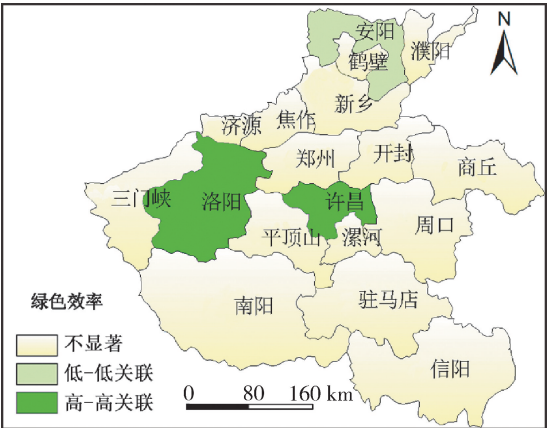 N
安阳
濮阳
鹤壁
新乡
焦作
济源
郑州
开封
商丘
三门峡
洛阳
许昌
周口
平顶山
漯河
南阳
驻马店
信阳
绿色效率
不显著
低-低关联
高-高关联
0 80 160 km